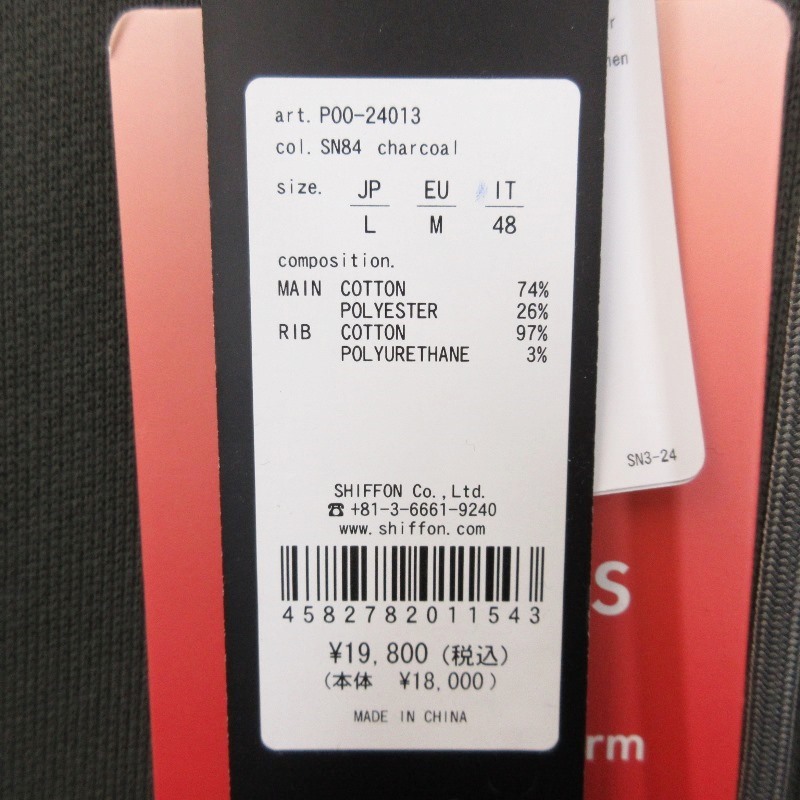 art. P00-24013
col. SN84 charcoal
size. JP EU IT
L M 48
composition.
MAIN COTTON 74%
POLYESTER 26%
RIB COTTON 97%
POLYURETHANE 3%
SHIFFON Co.,Ltd.
☎ +81-3-6661-9240
www.shiffon.com
4582782011543
¥19,800 (税込)
(本体 ¥18,000)
MADE IN CHINA
SN3-24
S
rm